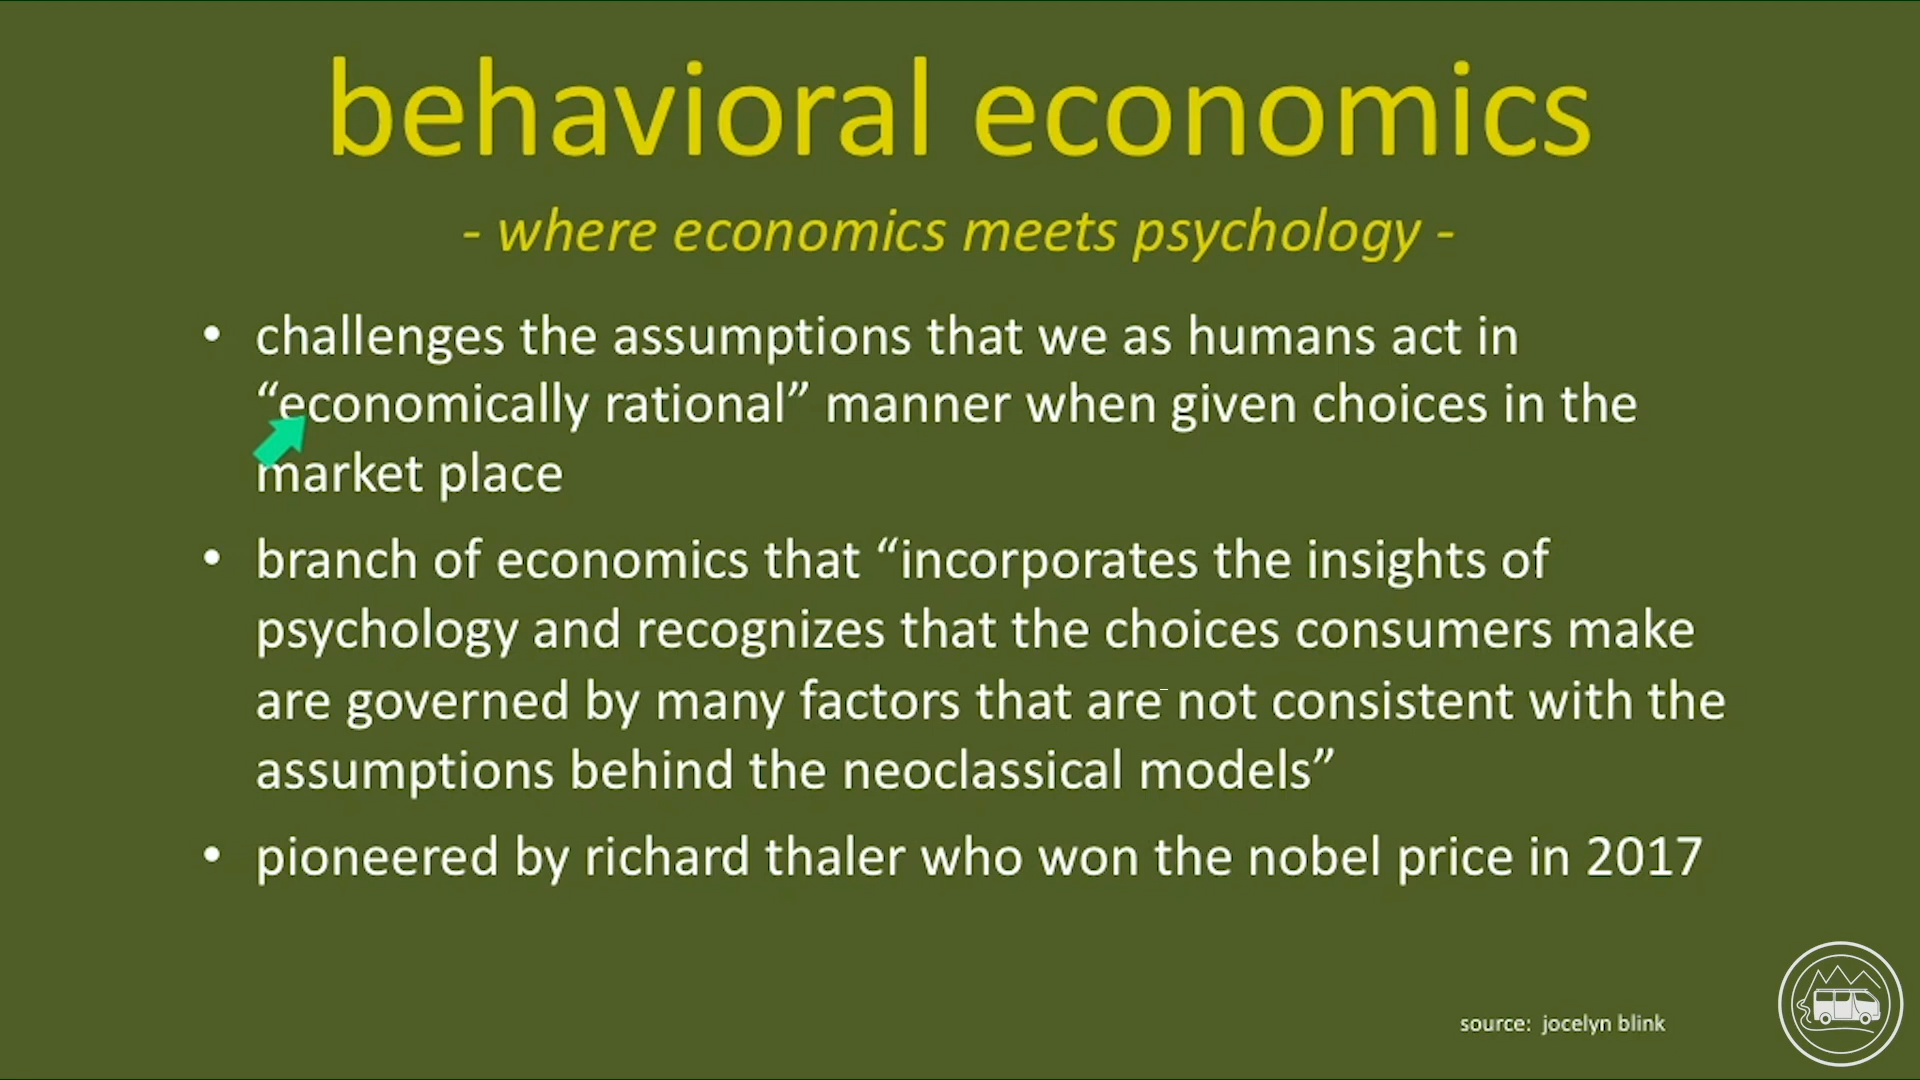 behavioral economics
- where economics meets psychology -
• challenges the assumptions that we as humans act in
“economically rational” manner when given choices in the
market place
• branch of economics that “incorporates the insights of
psychology and recognizes that the choices consumers make
are governed by many factors that are not consistent with the
assumptions behind the neoclassical models”
• pioneered by richard thaler who won the nobel price in 2017
source: jocelyn blink